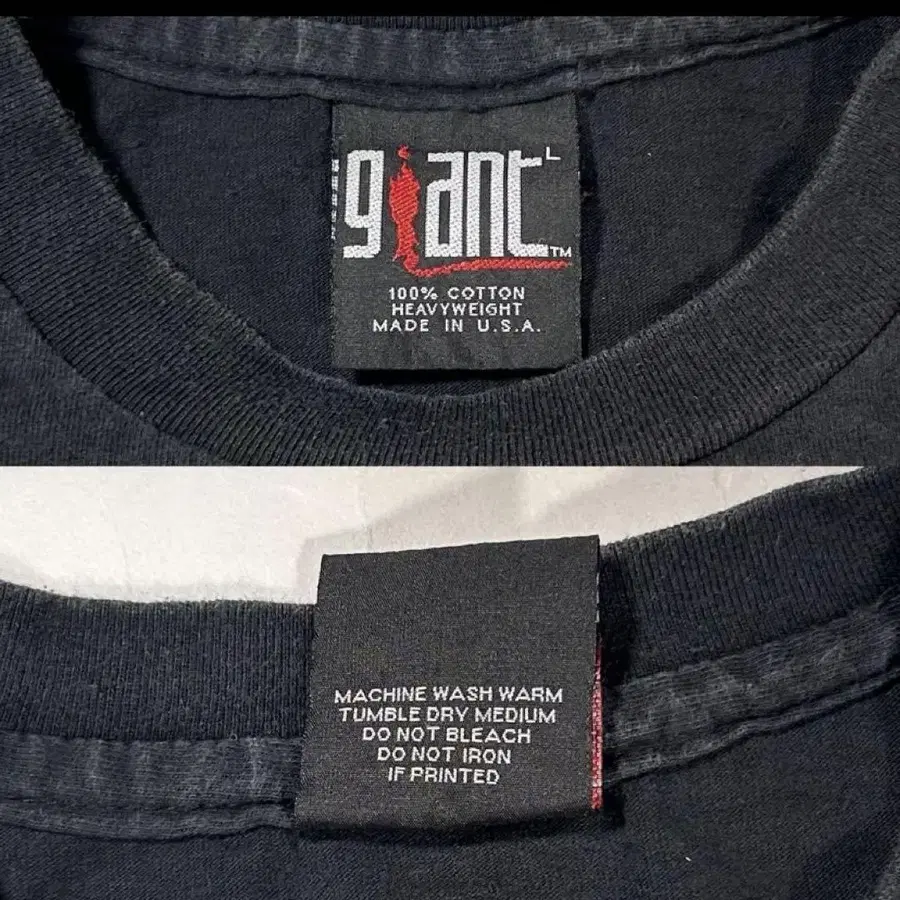 giant L
TM
100% COTTON
HEAVYWEIGHT
MADE IN U.S.A.
MACHINE WASH WARM
TUMBLE DRY MEDIUM
DO NOT BLEACH
DO NOT IRON
IF PRINTED